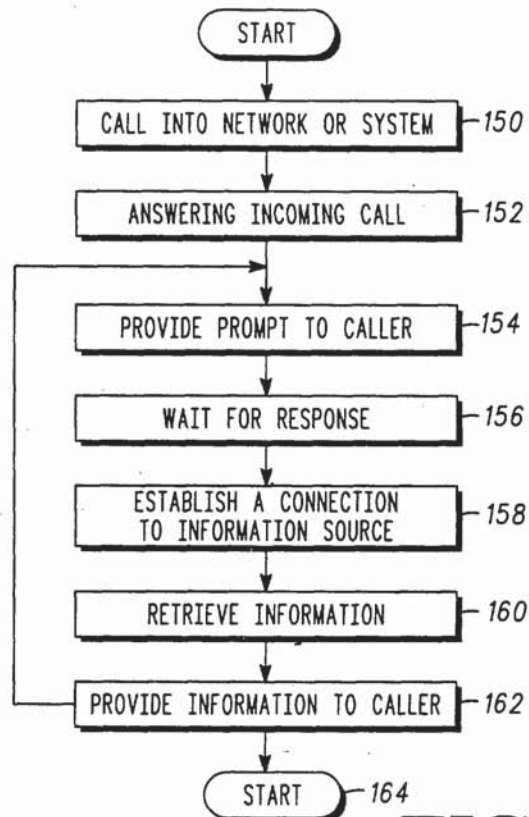 START
CALL INTO NETWORK OR SYSTEM 150
ANSWERING INCOMING CALL 152
PROVIDE PROMPT TO CALLER 154
WAIT FOR RESPONSE 156
ESTABLISH A CONNECTION
TO INFORMATION SOURCE 158
RETRIEVE INFORMATION 160
PROVIDE INFORMATION TO CALLER 162
START 164